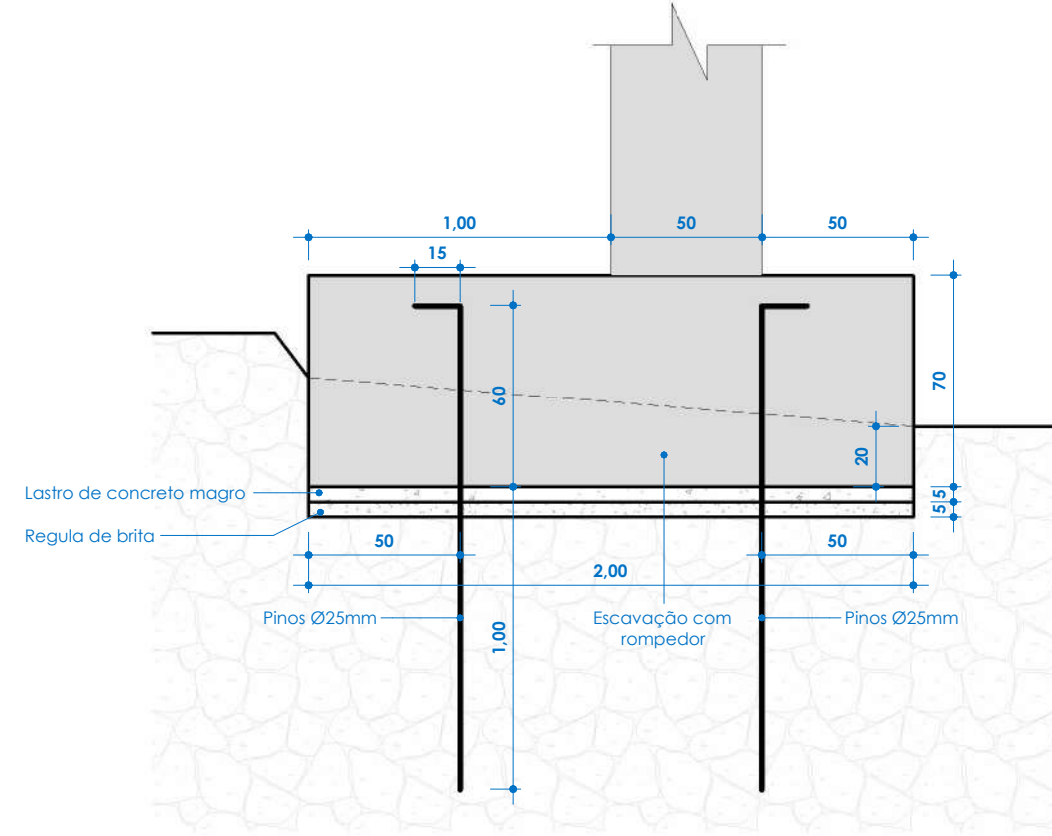 1,00
50
50
15
60
70
20
Lastro de concreto magro
5
5
Regula de brita
50
50
2,00
Pinos Ø25mm
1,00
Escavação com
rompedor
Pinos Ø25mm